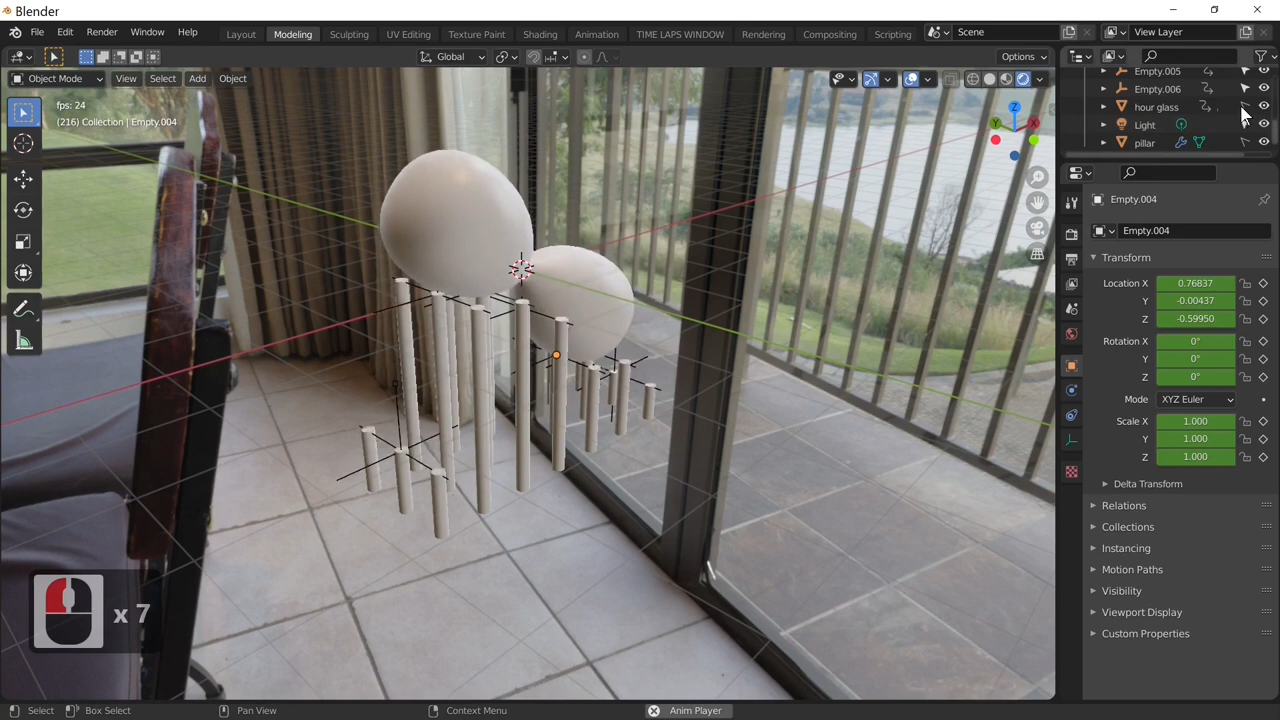 Blender
File Edit Render Window Help
Layout Modeling Sculpting UV Editing Texture Paint Shading Animation TIME LAPS WINDOW Rendering Compositing Scripting
Scene
View Layer
Global
Options
Object Mode View Select Add Object
fps: 24
(216) Collection | Empty.004
Z
Y
X
Empty.005
Empty.006
hour glass
Light
pillar
Empty.004
Empty.004
Transform
Location X 0.76837
Y -0.00437
Z -0.59950
Rotation X 0°
Y 0°
Z 0°
Mode XYZ Euler
Scale X 1.000
Y 1.000
Z 1.000
Delta Transform
Relations
Collections
Instancing
Motion Paths
Visibility
Viewport Display
Custom Properties
x 7
Select Box Select Pan View Context Menu Anim Player